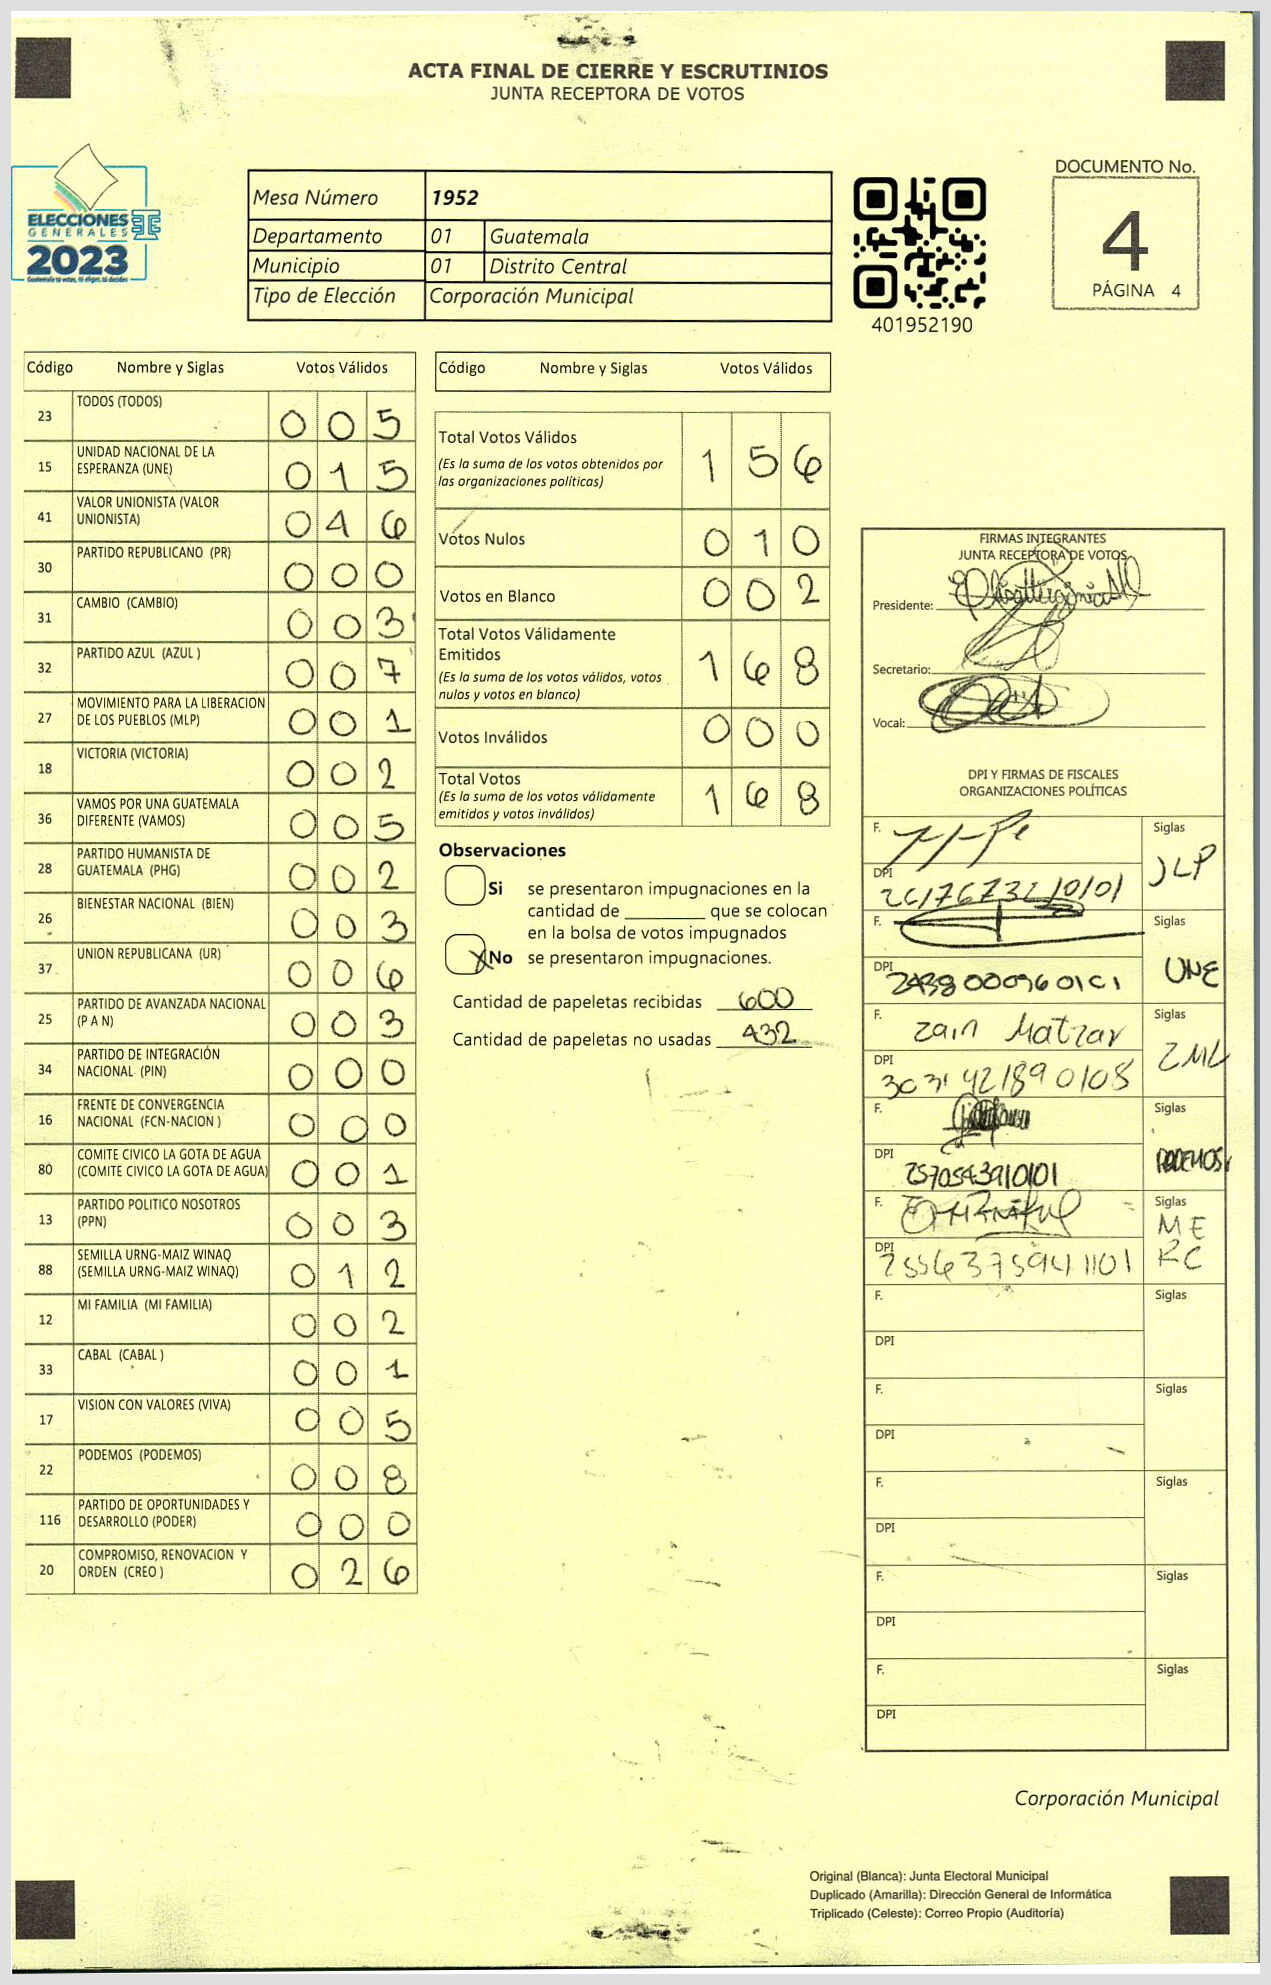 ACTA FINAL DE CIERRE Y ESCRUTINIOS
JUNTA RECEPTORA DE VOTOS
ELECCIONES
GENERALES
2023
Guatemala tú votas, tú eliges, tú decides
Mesa Número 1952
Departamento 01 Guatemala
Municipio 01 Distrito Central
Tipo de Elección Corporación Municipal
401952190
DOCUMENTO No.
4
PÁGINA 4
Código Nombre y Siglas Votos Válidos
23 TODOS (TODOS) 0 0 5
15 UNIDAD NACIONAL DE LA
ESPERANZA (UNE) 0 1 5
41 VALOR UNIONISTA (VALOR
UNIONISTA) 0 4 6
30 PARTIDO REPUBLICANO (PR) 0 0 0
31 CAMBIO (CAMBIO) 0 0 3
32 PARTIDO AZUL (AZUL ) 0 0 7
27 MOVIMIENTO PARA LA LIBERACION
DE LOS PUEBLOS (MLP) 0 0 1
18 VICTORIA (VICTORIA) 0 0 2
36 VAMOS POR UNA GUATEMALA
DIFERENTE (VAMOS) 0 0 5
28 PARTIDO HUMANISTA DE
GUATEMALA (PHG) 0 0 2
26 BIENESTAR NACIONAL (BIEN) 0 0 3
37 UNION REPUBLICANA (UR) 0 0 6
25 PARTIDO DE AVANZADA NACIONAL
(P A N) 0 0 3
34 PARTIDO DE INTEGRACIÓN
NACIONAL (PIN) 0 0 0
16 FRENTE DE CONVERGENCIA
NACIONAL (FCN-NACION ) 0 0 0
80 COMITE CIVICO LA GOTA DE AGUA
(COMITE CIVICO LA GOTA DE AGUA) 0 0 1
13 PARTIDO POLITICO NOSOTROS
(PPN) 0 0 3
88 SEMILLA URNG-MAIZ WINAQ
(SEMILLA URNG-MAIZ WINAQ) 0 1 2
12 MI FAMILIA (MI FAMILIA) 0 0 2
33 CABAL (CABAL ) 0 0 1
17 VISION CON VALORES (VIVA) 0 0 5
22 PODEMOS (PODEMOS) 0 0 8
116 PARTIDO DE OPORTUNIDADES Y
DESARROLLO (PODER) 0 0 0
20 COMPROMISO, RENOVACION Y
ORDEN (CREO ) 0 2 6
Código Nombre y Siglas Votos Válidos
Total Votos Válidos 1 5 6
(Es la suma de los votos obtenidos por
las organizaciones políticas)
Votos Nulos 0 1 0
Votos en Blanco 0 0 2
Total Votos Válidamente
Emitidos 1 6 8
(Es la suma de los votos válidos, votos
nulos y votos en blanco)
Votos Inválidos 0 0 0
Total Votos 1 6 8
(Es la suma de los votos válidamente
emitidos y votos inválidos)
Observaciones
Si se presentaron impugnaciones en la
cantidad de ________ que se colocan
en la bolsa de votos impugnados
X No se presentaron impugnaciones.
Cantidad de papeletas recibidas 600
Cantidad de papeletas no usadas 432
FIRMAS INTEGRANTES
JUNTA RECEPTORA DE VOTOS
Presidente:
Secretario:
Vocal:
DPI Y FIRMAS DE FISCALES
ORGANIZACIONES POLÍTICAS
F. Siglas
DPI JLP
F. Siglas
DPI UNE
F. Zain Matzar Siglas
DPI ZML
F. Siglas
DPI 2570543910101 PODEMOS
F. Siglas
DPI 2556375941101 ME RC
F. Siglas
DPI
F. Siglas
DPI
F. Siglas
DPI
F. Siglas
DPI
F. Siglas
DPI
Corporación Municipal
Original (Blanca): Junta Electoral Municipal
Duplicado (Amarilla): Dirección General de Informática
Triplicado (Celeste): Correo Propio (Auditoría)